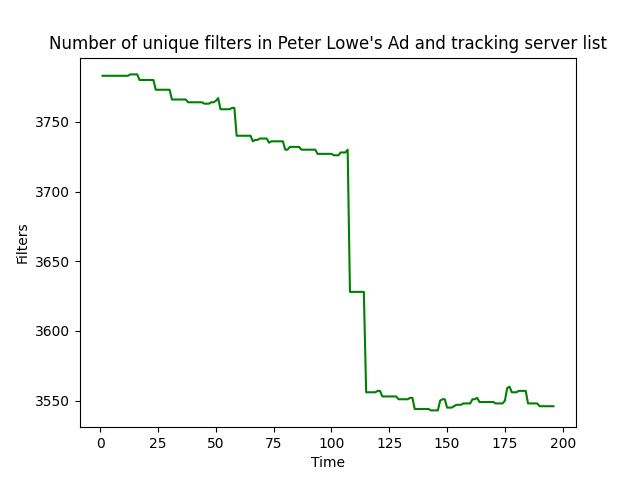 Number of unique filters in Peter Lowe's Ad and tracking server list
3750
3700
3650
3600
3550
Filters
0 25 50 75 100 125 150 175 200
Time